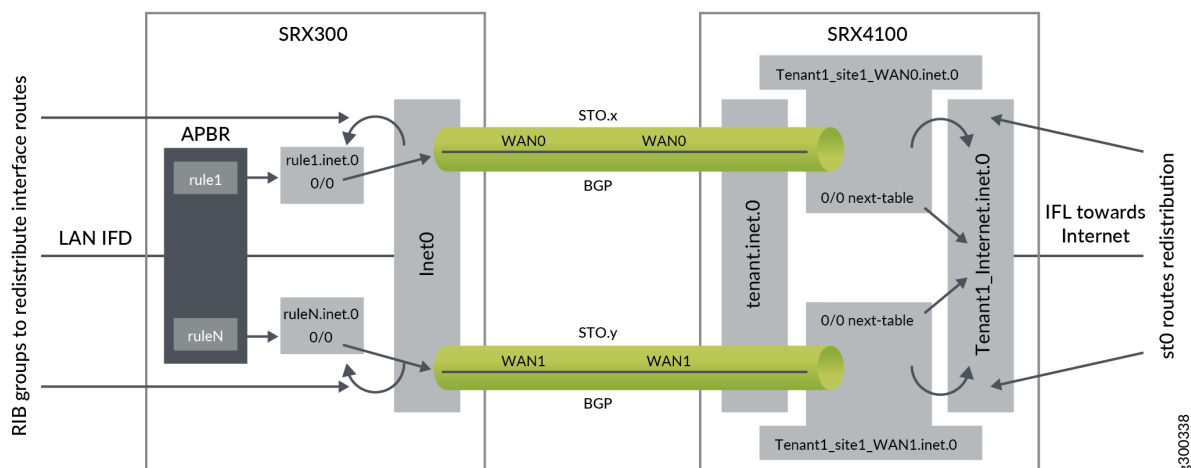 SRX300
SRX4100
RIB groups to redistribute interface routes
APBR
rule1
rule1.inet.0
0/0
LAN IFD
ruleN
ruleN.inet.0
0/0
Inet0
STO.x
WAN0
WAN0
BGP
STO.y
WAN1
WAN1
BGP
tenant.inet.0
Tenant1_site1_WAN0.inet.0
0/0 next-table
0/0 next-table
Tenant1_site1_WAN1.inet.0
Tenant1_Internet.inet.0
IFL towards
Internet
st0 routes redistribution
g300338